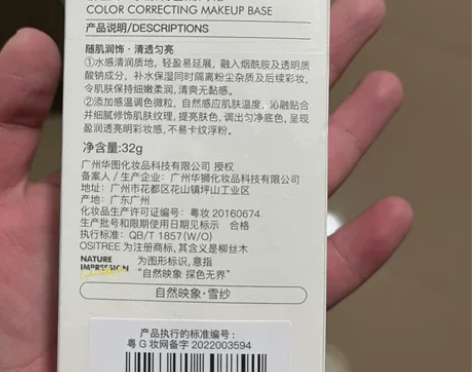 COLOR CORRECTING MAKEUP BASE
产品说明/DESCRIPTIONS
随肌润饰·清透匀亮
①水感清润质地，轻盈易延展，融入烟酰胺及透明质
酸钠成分，补水保湿同时隔离粉尘杂质及后续彩妆，
令肌肤保持细嫩柔润，清爽无黏感。
②添加感温调色微粒，自然感应肌肤温度，沁融贴合
并细腻修饰肌肤纹理，提亮肤色，调出匀净底色，呈现
盈润透亮明彩妆感，不易卡纹浮粉。
净含量:32g
广州华图化妆品科技有限公司 授权
备案人/生产企业：广州华狮化妆品科技有限公司
地址：广州市花都区花山镇坪山工业区
产地：广东广州
化妆品生产许可证编号：粤妆 20160674
生产批号和限期使用日期见标示 合格
执行标准：QB/T 1857(W/O)
OSITREE 为注册商标,其含义是柳丝木
NATURE IMPRESSION 为图形标识,意指
“自然映象 探色无界”
自然映象·雪纱
产品执行的标准编号：
粤 G 妆网备字 2022003594